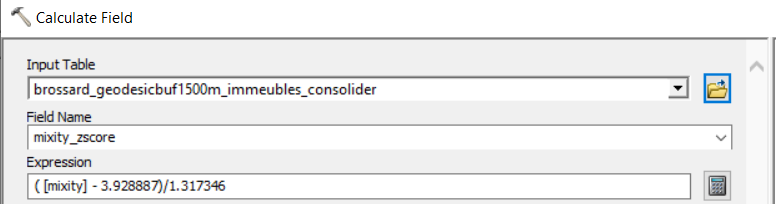 Calculate Field
Input Table
brossard_geodesicbuf1500m_immeubles_consolider
Field Name
mixity_zscore
Expression
( [mixity] - 3.928887)/1.317346